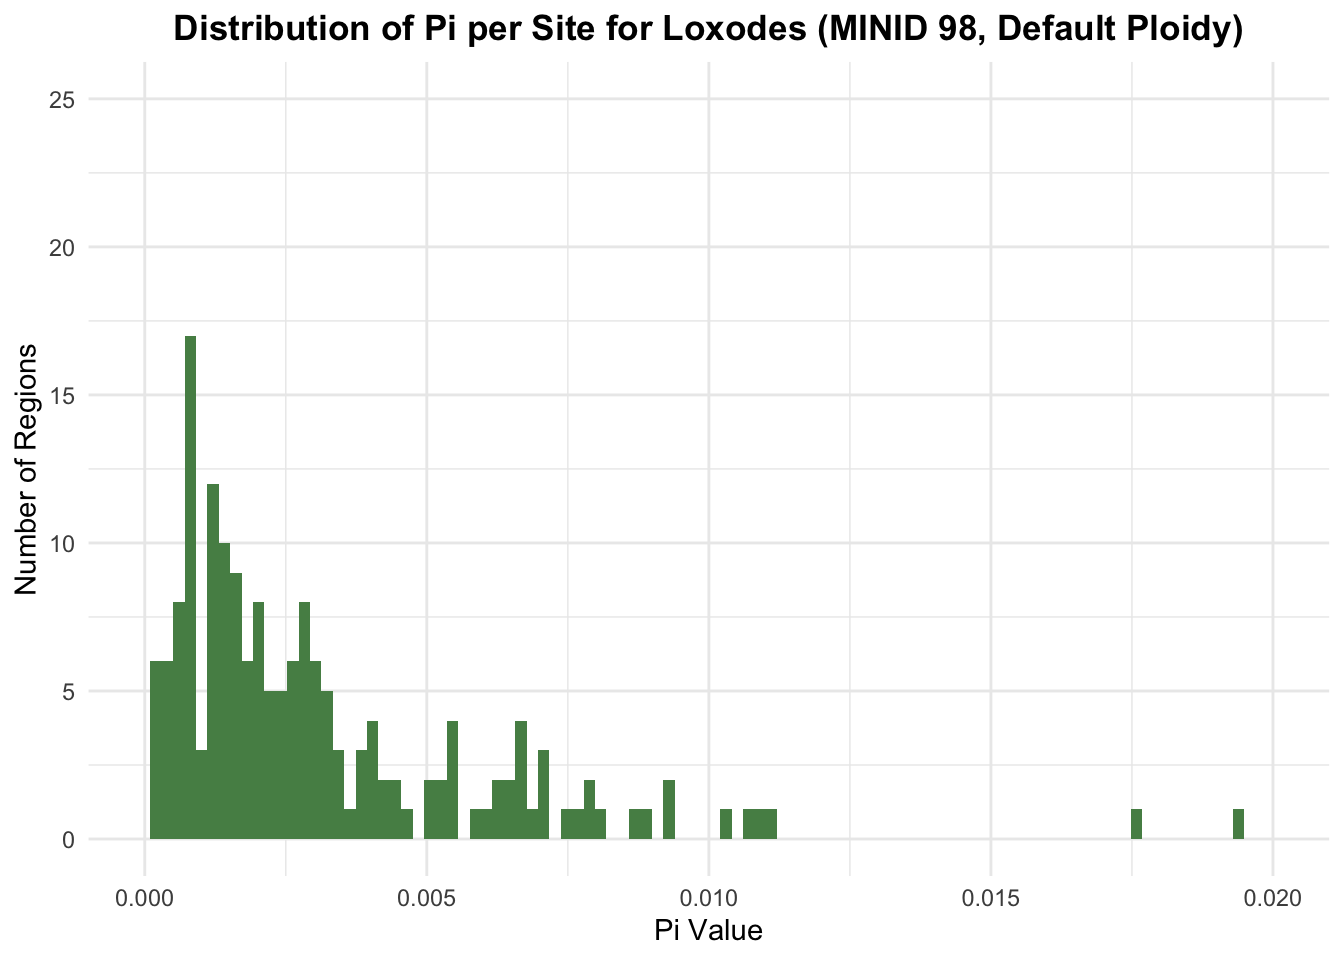 Distribution of Pi per Site for Loxodes (MINID 98, Default Ploidy)
25
20
15
10
5
0
Number of Regions
0.000 0.005 0.010 0.015 0.020
Pi Value